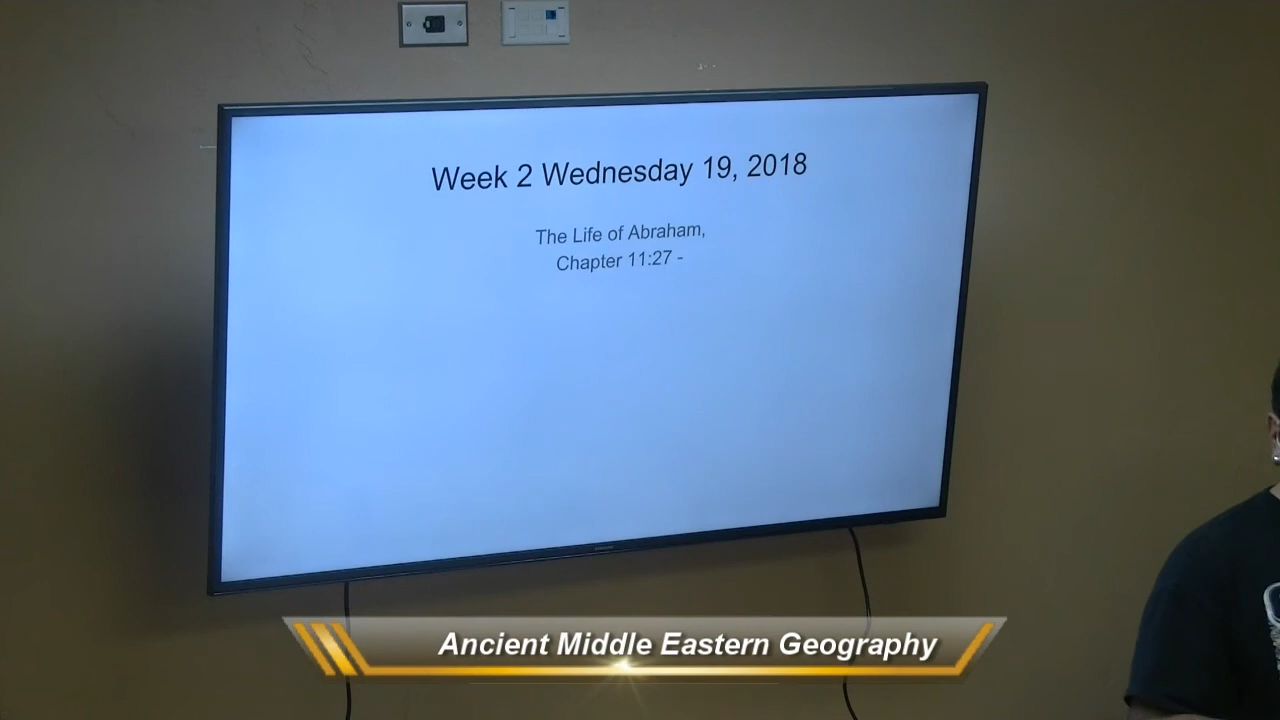 Week 2 Wednesday 19, 2018
The Life of Abraham,
Chapter 11:27 -
Ancient Middle Eastern Geography